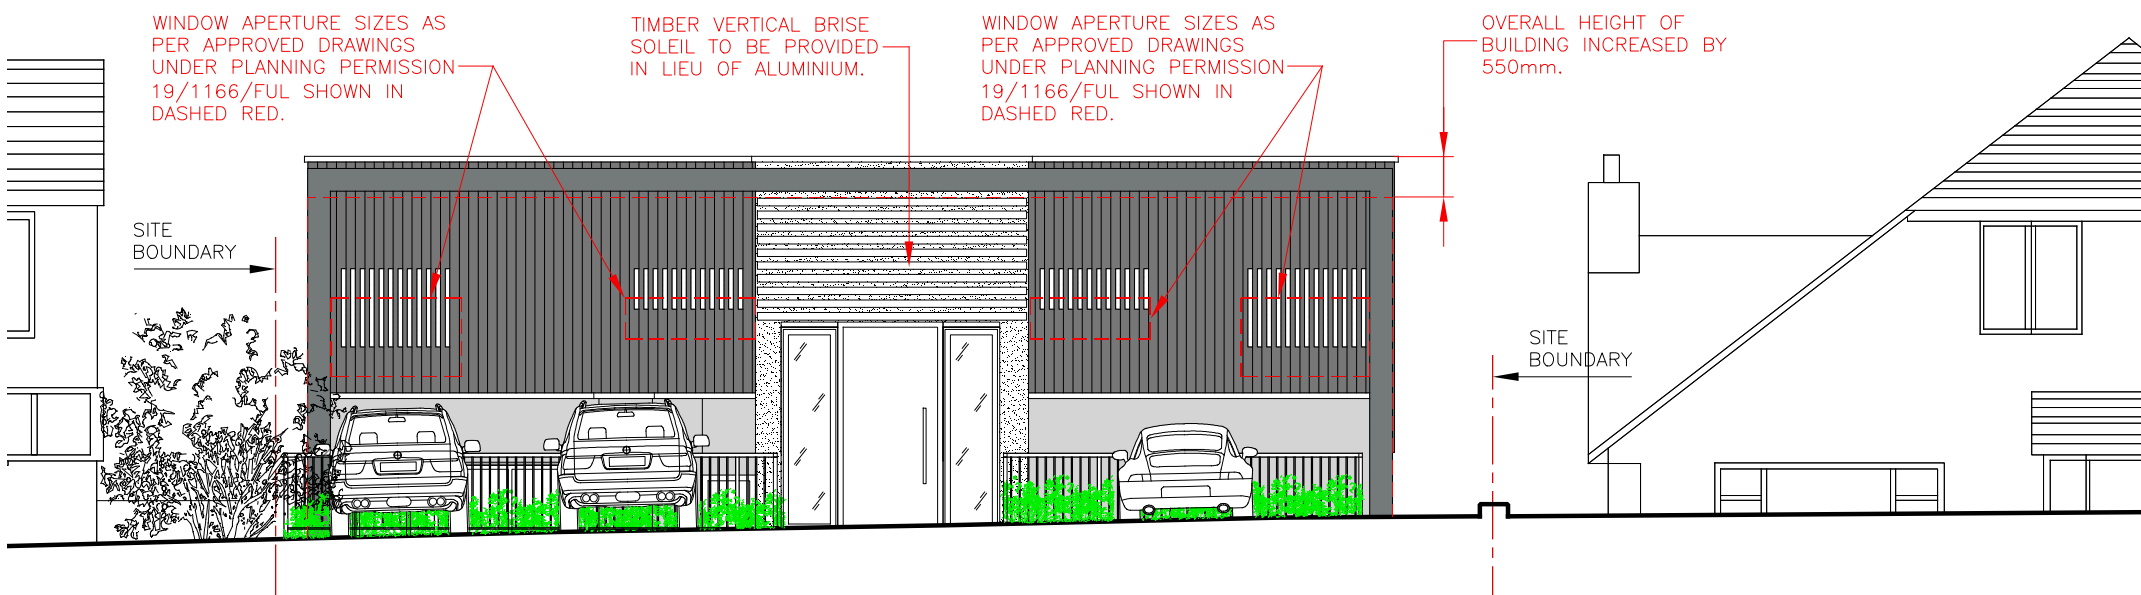 WINDOW APERTURE SIZES AS
PER APPROVED DRAWINGS
UNDER PLANNING PERMISSION
19/1166/FUL SHOWN IN
DASHED RED.
TIMBER VERTICAL BRISE
SOLEIL TO BE PROVIDED
IN LIEU OF ALUMINIUM.
WINDOW APERTURE SIZES AS
PER APPROVED DRAWINGS
UNDER PLANNING PERMISSION
19/1166/FUL SHOWN IN
DASHED RED.
OVERALL HEIGHT OF
BUILDING INCREASED BY
550mm.
SITE
BOUNDARY
SITE
BOUNDARY